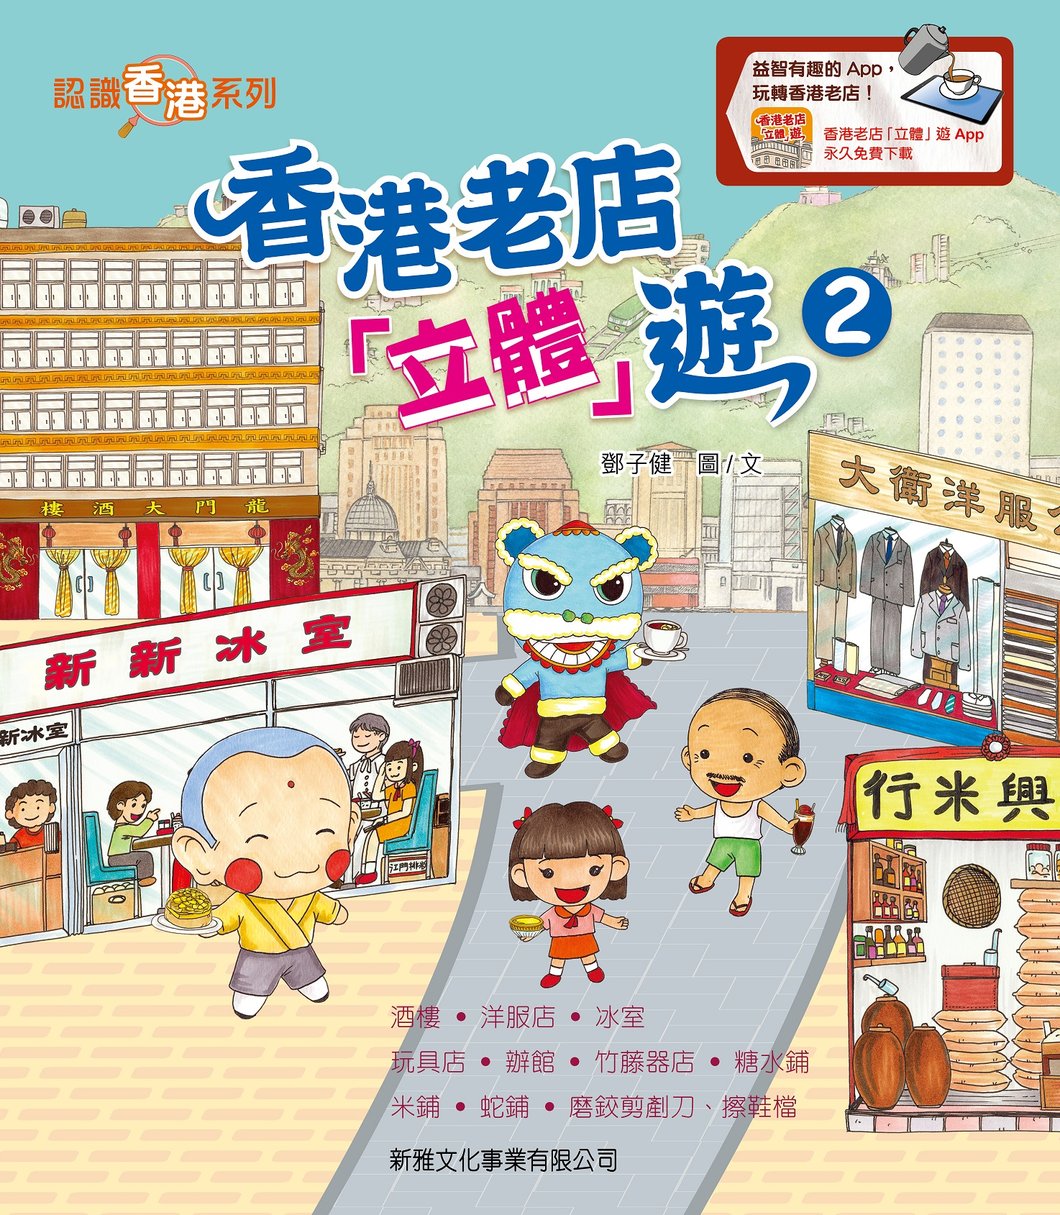 認識香港系列
益智有趣的 App，
玩轉香港老店！
香港老店
「立體」遊
香港老店「立體」遊 App
永久免費下載
香港老店
「立體」遊 2
鄧子健　圖/文
樓酒大門龍
大衛洋服
新新冰室
新冰室
江門排粉
行米興
酒樓 • 洋服店 • 冰室
玩具店 • 辦館 • 竹藤器店 • 糖水鋪
米鋪 • 蛇鋪 • 磨鉸剪剷刀、擦鞋檔
新雅文化事業有限公司